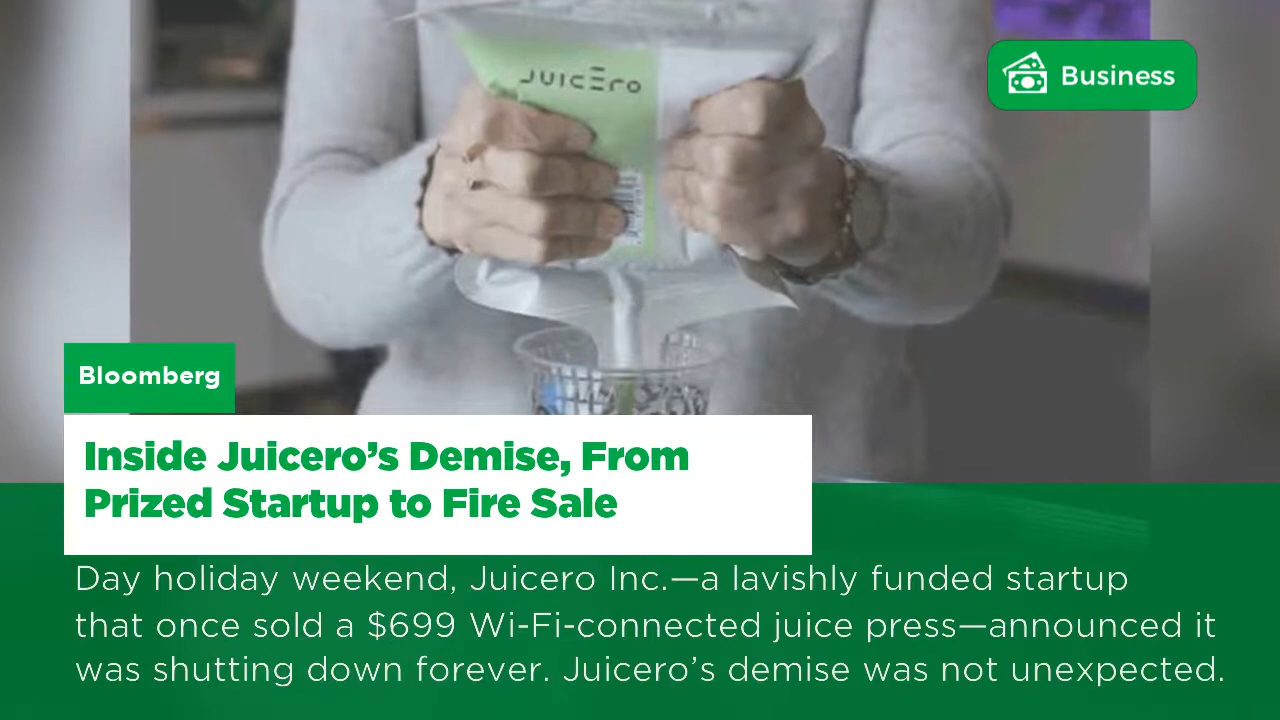 JUICERO
Business
Bloomberg
Inside Juicero’s Demise, From
Prized Startup to Fire Sale
Day holiday weekend, Juicero Inc.—a lavishly funded startup
that once sold a $699 Wi-Fi-connected juice press—announced it
was shutting down forever. Juicero’s demise was not unexpected.